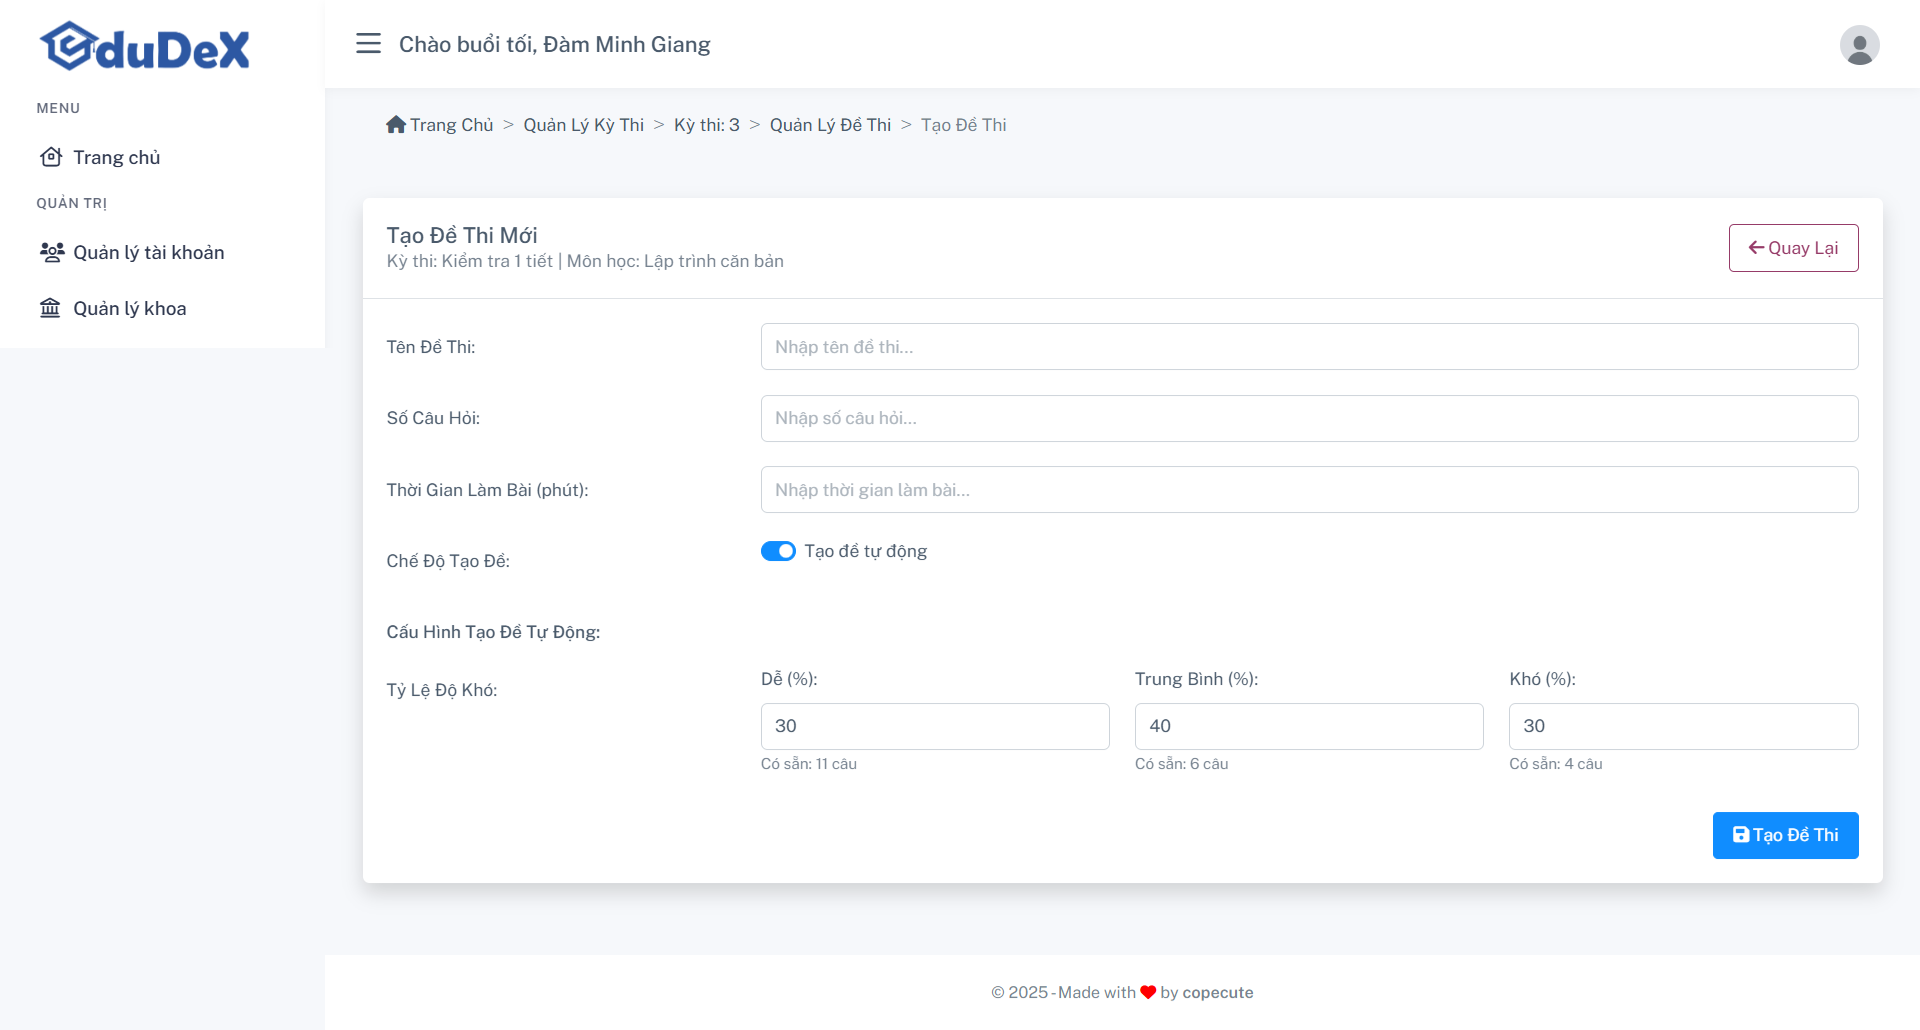 EduDeX
MENU
Trang chủ
QUẢN TRỊ
Quản lý tài khoản
Quản lý khoa
Chào buổi tối, Đàm Minh Giang
Trang Chủ > Quản Lý Kỳ Thi > Kỳ thi: 3 > Quản Lý Đề Thi > Tạo Đề Thi
Tạo Đề Thi Mới
Kỳ thi: Kiểm tra 1 tiết | Môn học: Lập trình căn bản
Quay Lại
Tên Đề Thi:
Nhập tên đề thi...
Số Câu Hỏi:
Nhập số câu hỏi...
Thời Gian Làm Bài (phút):
Nhập thời gian làm bài...
Chế Độ Tạo Đề:
Tạo đề tự động
Cấu Hình Tạo Đề Tự Động:
Tỷ Lệ Độ Khó:
Dễ (%):
30
Có sẵn: 11 câu
Trung Bình (%):
40
Có sẵn: 6 câu
Khó (%):
30
Có sẵn: 4 câu
Tạo Đề Thi
© 2025 - Made with ❤ by copecute